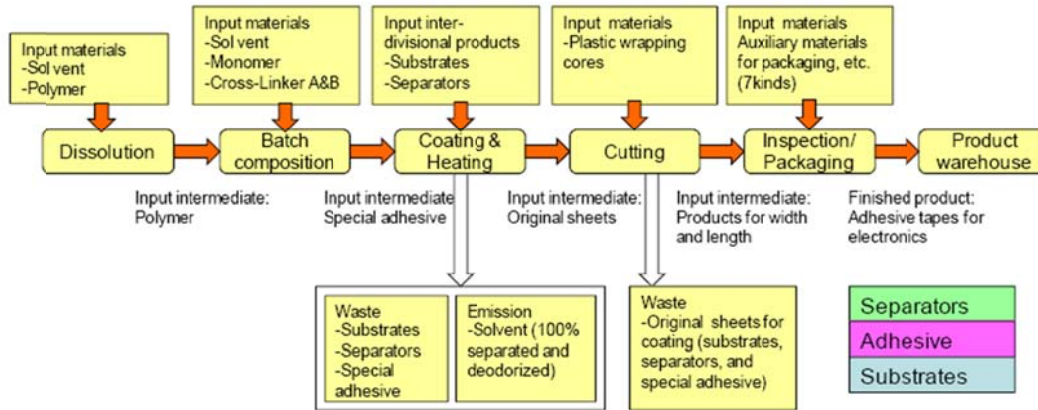 Input materials
-Sol vent
-Polymer
Input materials
-Sol vent
-Monomer
-Cross-Linker A&B
Input inter-
divisional products
-Substrates
-Separators
Input materials
-Plastic wrapping
cores
Input materials
Auxiliary materials
for packaging, etc.
(7kinds)
Dissolution
Batch
composition
Coating &
Heating
Cutting
Inspection/
Packaging
Product
warehouse
Input intermediate:
Polymer
Input intermediate
Special adhesive
Input intermediate:
Original sheets
Input intermediate:
Products for width
and length
Finished product:
Adhesive tapes for
electronics
Waste
-Substrates
-Separators
-Special
adhesive
Emission
-Solvent (100%
separated and
deodorized)
Waste
-Original sheets for
coating (substrates,
separators, and
special adhesive)
Separators
Adhesive
Substrates